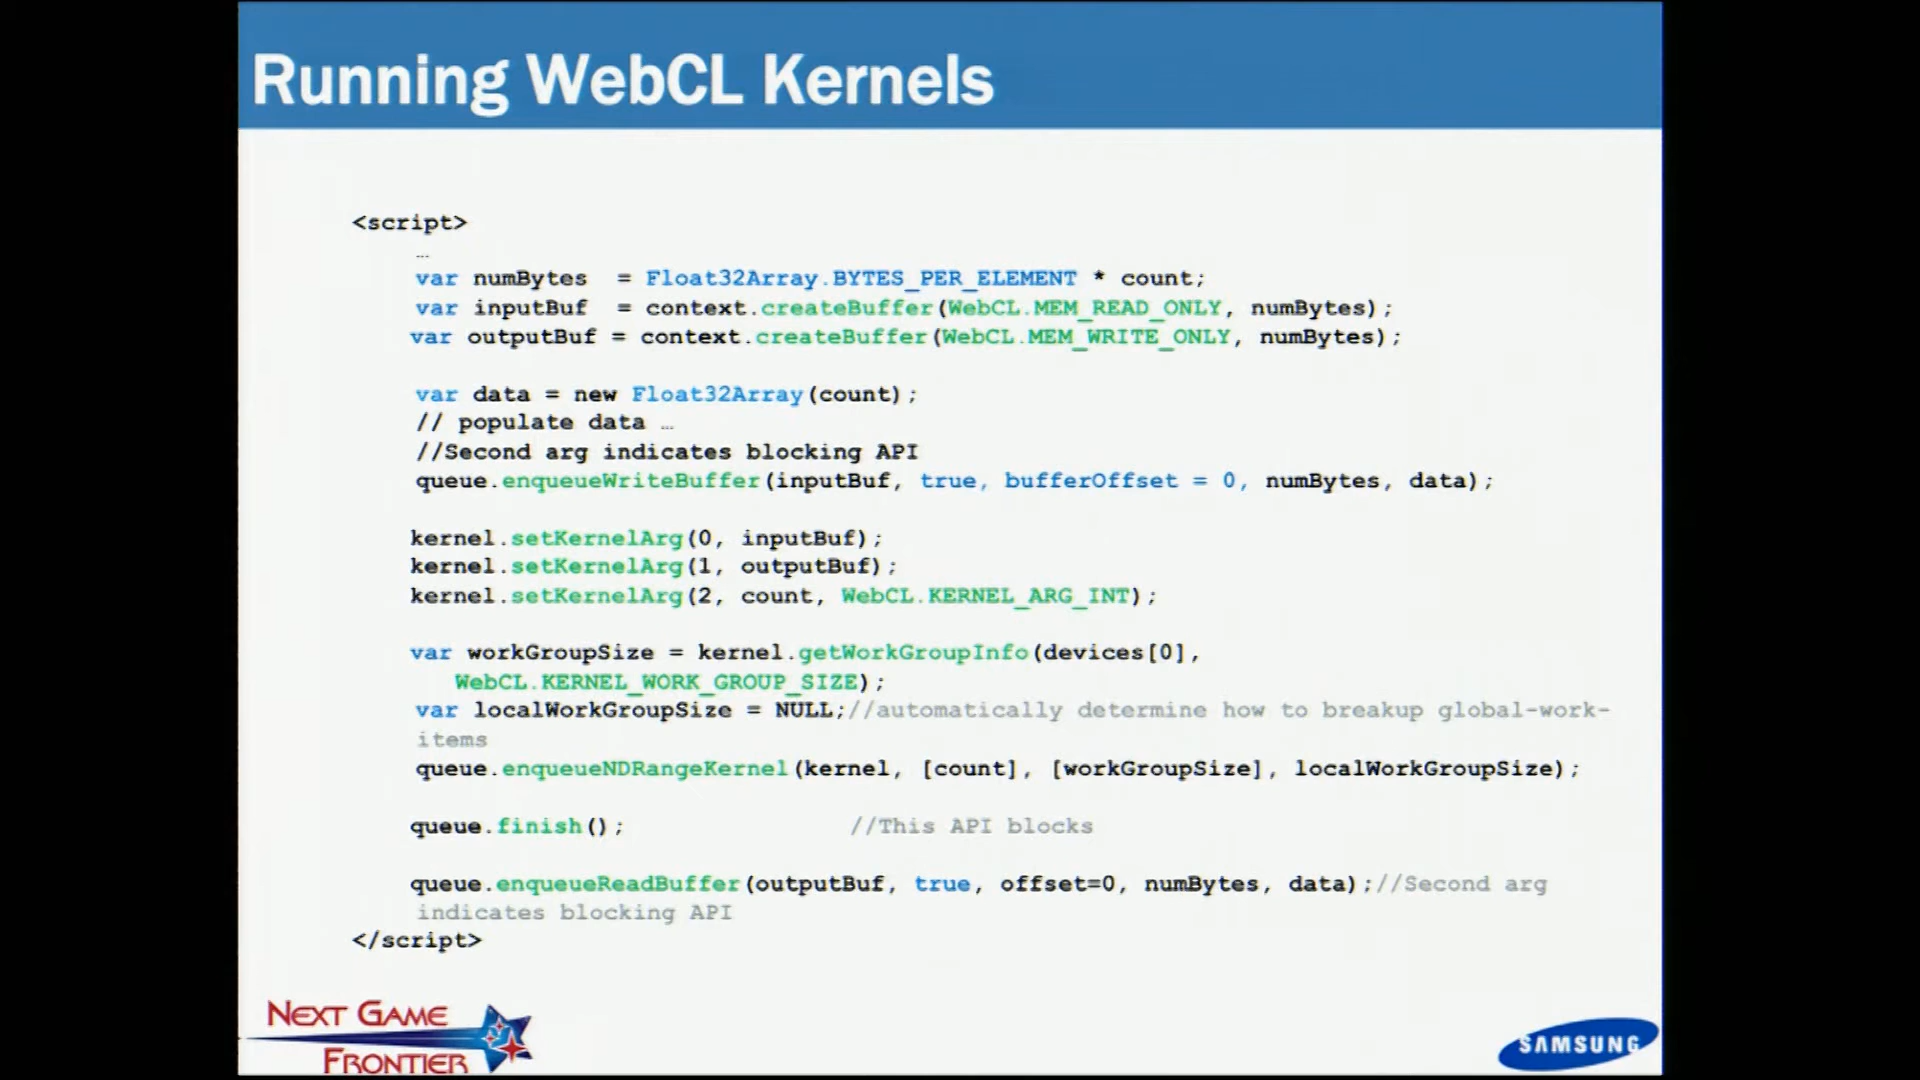 Running WebCL Kernels
<script>
…
var numBytes = Float32Array.BYTES_PER_ELEMENT * count;
var inputBuf = context.createBuffer(WebCL.MEM_READ_ONLY, numBytes);
var outputBuf = context.createBuffer(WebCL.MEM_WRITE_ONLY, numBytes);
var data = new Float32Array(count);
// populate data …
//Second arg indicates blocking API
queue.enqueueWriteBuffer(inputBuf, true, bufferOffset = 0, numBytes, data);
kernel.setKernelArg(0, inputBuf);
kernel.setKernelArg(1, outputBuf);
kernel.setKernelArg(2, count, WebCL.KERNEL_ARG_INT);
var workGroupSize = kernel.getWorkGroupInfo(devices[0],
WebCL.KERNEL_WORK_GROUP_SIZE);
var localWorkGroupSize = NULL;//automatically determine how to breakup global-work-
items
queue.enqueueNDRangeKernel(kernel, [count], [workGroupSize], localWorkGroupSize);
queue.finish(); //This API blocks
queue.enqueueReadBuffer(outputBuf, true, offset=0, numBytes, data);//Second arg
indicates blocking API
</script>
NEXT GAME
FRONTIER
SAMSUNG